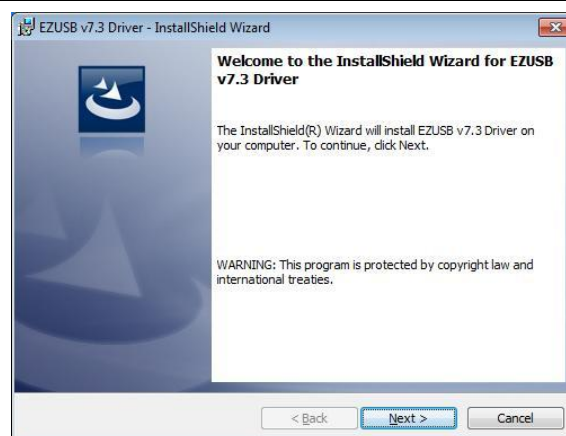 EZUSB v7.3 Driver - InstallShield Wizard
Welcome to the InstallShield Wizard for EZUSB
v7.3 Driver
The InstallShield(R) Wizard will install EZUSB v7.3 Driver on
your computer. To continue, click Next.
WARNING: This program is protected by copyright law and
international treaties.
< Back
Next >
Cancel